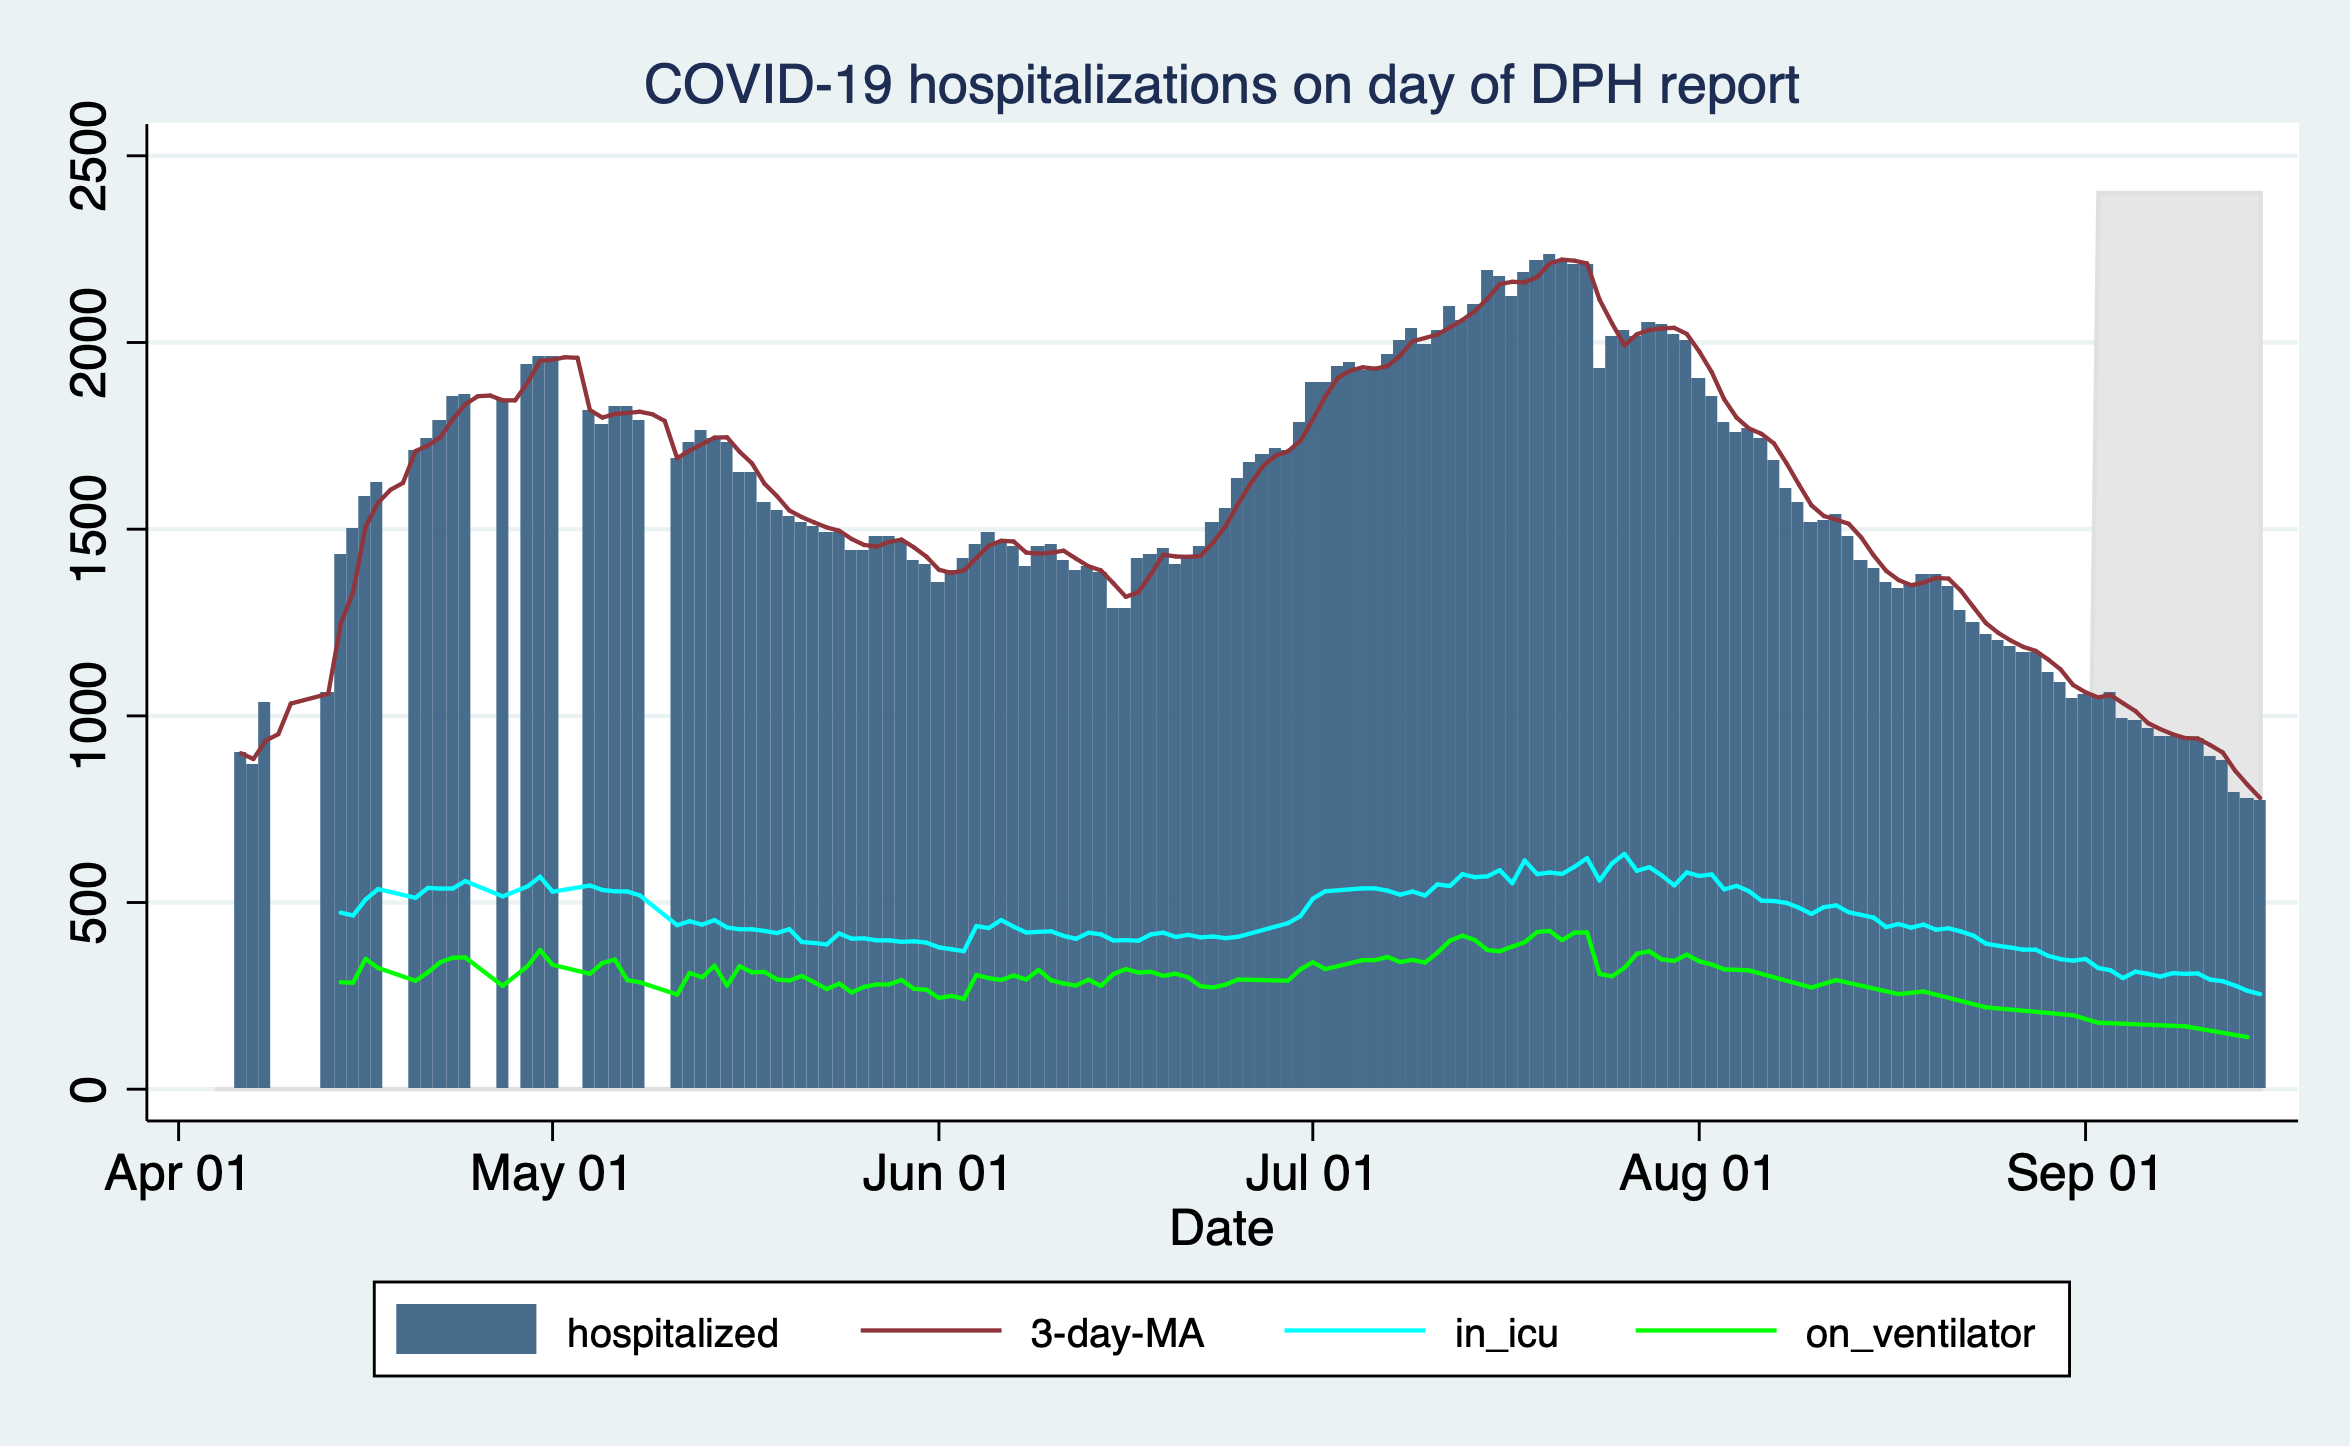 COVID-19 hospitalizations on day of DPH report
2500
2000
1500
1000
500
0
Apr 01 May 01 Jun 01 Jul 01 Aug 01 Sep 01
Date
hospitalized 3-day-MA in_icu on_ventilator